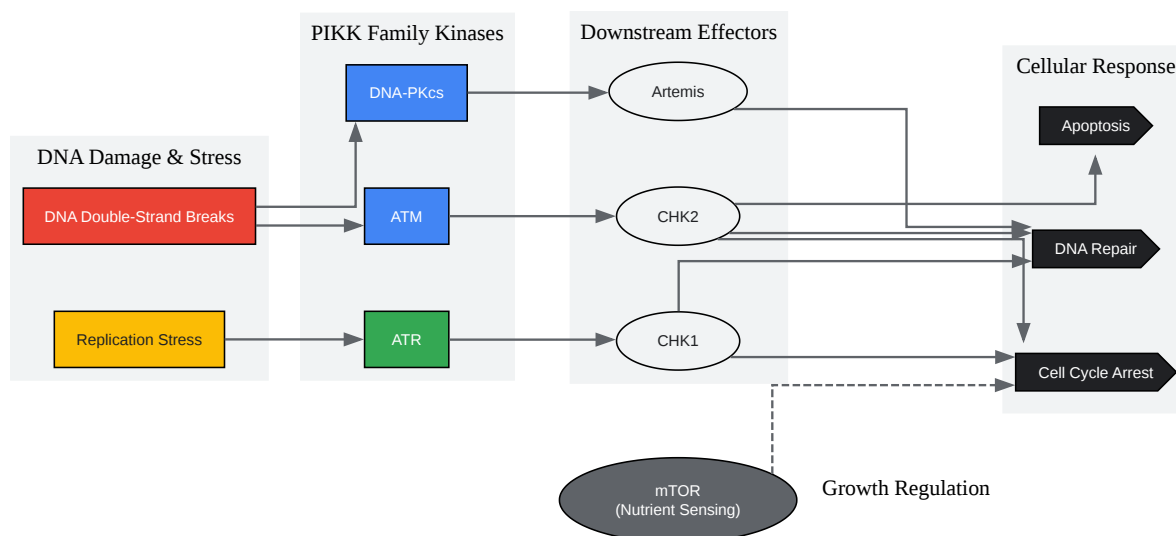 PIKK Family Kinases
Downstream Effectors
Cellular Response
DNA-PKcs
Artemis
Apoptosis
DNA Damage & Stress
DNA Double-Strand Breaks
ATM
CHK2
DNA Repair
Replication Stress
ATR
CHK1
Cell Cycle Arrest
mTOR
(Nutrient Sensing)
Growth Regulation